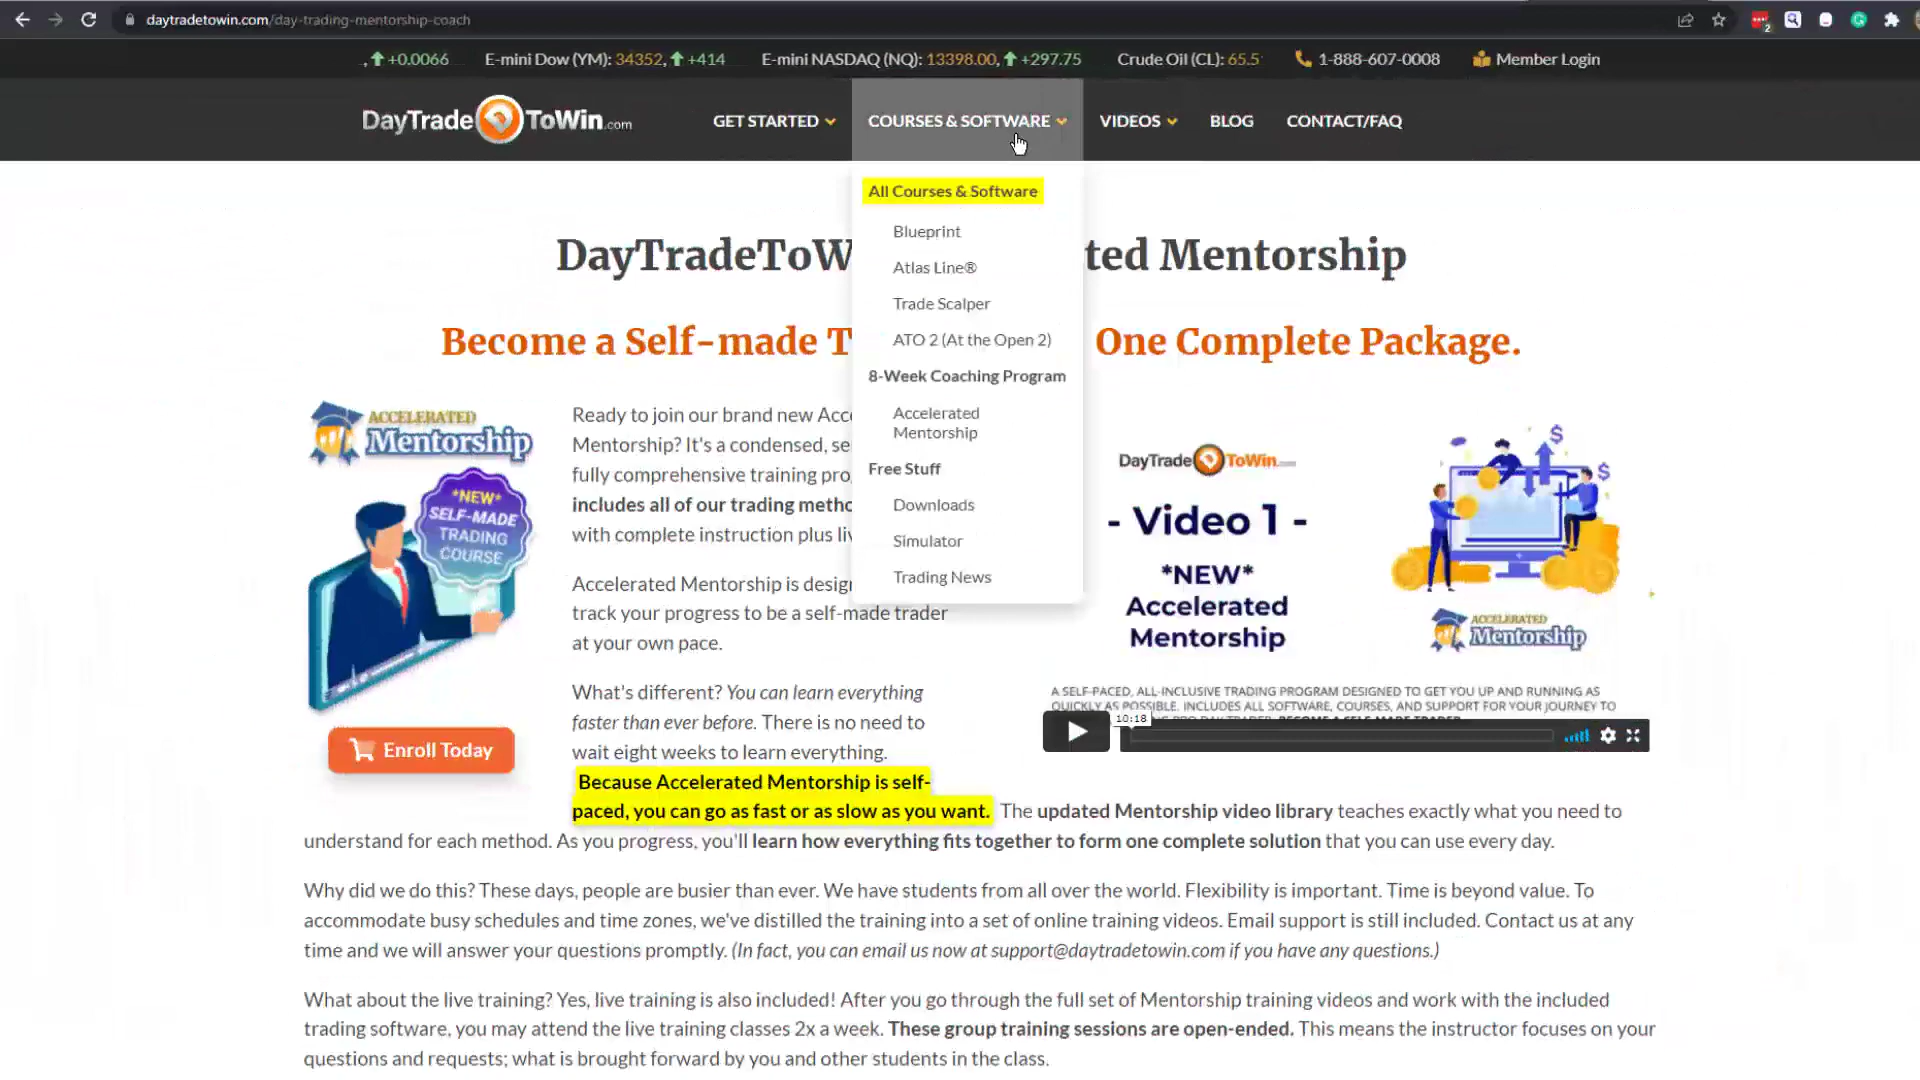 daytradetowin.com/day-trading-mentorship-coach
2
, +0.0066 E-mini Dow (YM): 34352, +414 E-mini NASDAQ (NQ): 13398.00, +297.75 Crude Oil (CL): 65.5 1-888-607-0008 Member Login
DayTrade ToWin.com GET STARTED COURSES & SOFTWARE VIDEOS BLOG CONTACT/FAQ
All Courses & Software
Blueprint
Atlas Line®
Trade Scalper
ATO 2 (At the Open 2)
8-Week Coaching Program
Accelerated
Mentorship
Free Stuff
Downloads
Simulator
Trading News
DayTradeToW ted Mentorship
Become a Self-made T One Complete Package.
ACCELERATED
Mentorship
*NEW*
SELF-MADE
TRADING
COURSE
Enroll Today
Ready to join our brand new Acc
Mentorship? It's a condensed, se
fully comprehensive training pro
includes all of our trading metho
with complete instruction plus liv
Accelerated Mentorship is design
track your progress to be a self-made trader
at your own pace.
What's different? You can learn everything
faster than ever before. There is no need to
wait eight weeks to learn everything.
Because Accelerated Mentorship is self-
paced, you can go as fast or as slow as you want. The updated Mentorship video library teaches exactly what you need to
understand for each method. As you progress, you'll learn how everything fits together to form one complete solution that you can use every day.
DayTrade ToWin
- Video 1 -
*NEW*
Accelerated
Mentorship
ACCELERATED
Mentorship
A SELF-PACED, ALL-INCLUSIVE TRADING PROGRAM DESIGNED TO GET YOU UP AND RUNNING AS
QUICKLY AS POSSIBLE. INCLUDES ALL SOFTWARE, COURSES, AND SUPPORT FOR YOUR JOURNEY TO
10:18
Why did we do this? These days, people are busier than ever. We have students from all over the world. Flexibility is important. Time is beyond value. To
accommodate busy schedules and time zones, we've distilled the training into a set of online training videos. Email support is still included. Contact us at any
time and we will answer your questions promptly. (In fact, you can email us now at support@daytradetowin.com if you have any questions.)
What about the live training? Yes, live training is also included! After you go through the full set of Mentorship training videos and work with the included
trading software, you may attend the live training classes 2x a week. These group training sessions are open-ended. This means the instructor focuses on your
questions and requests; what is brought forward by you and other students in the class.